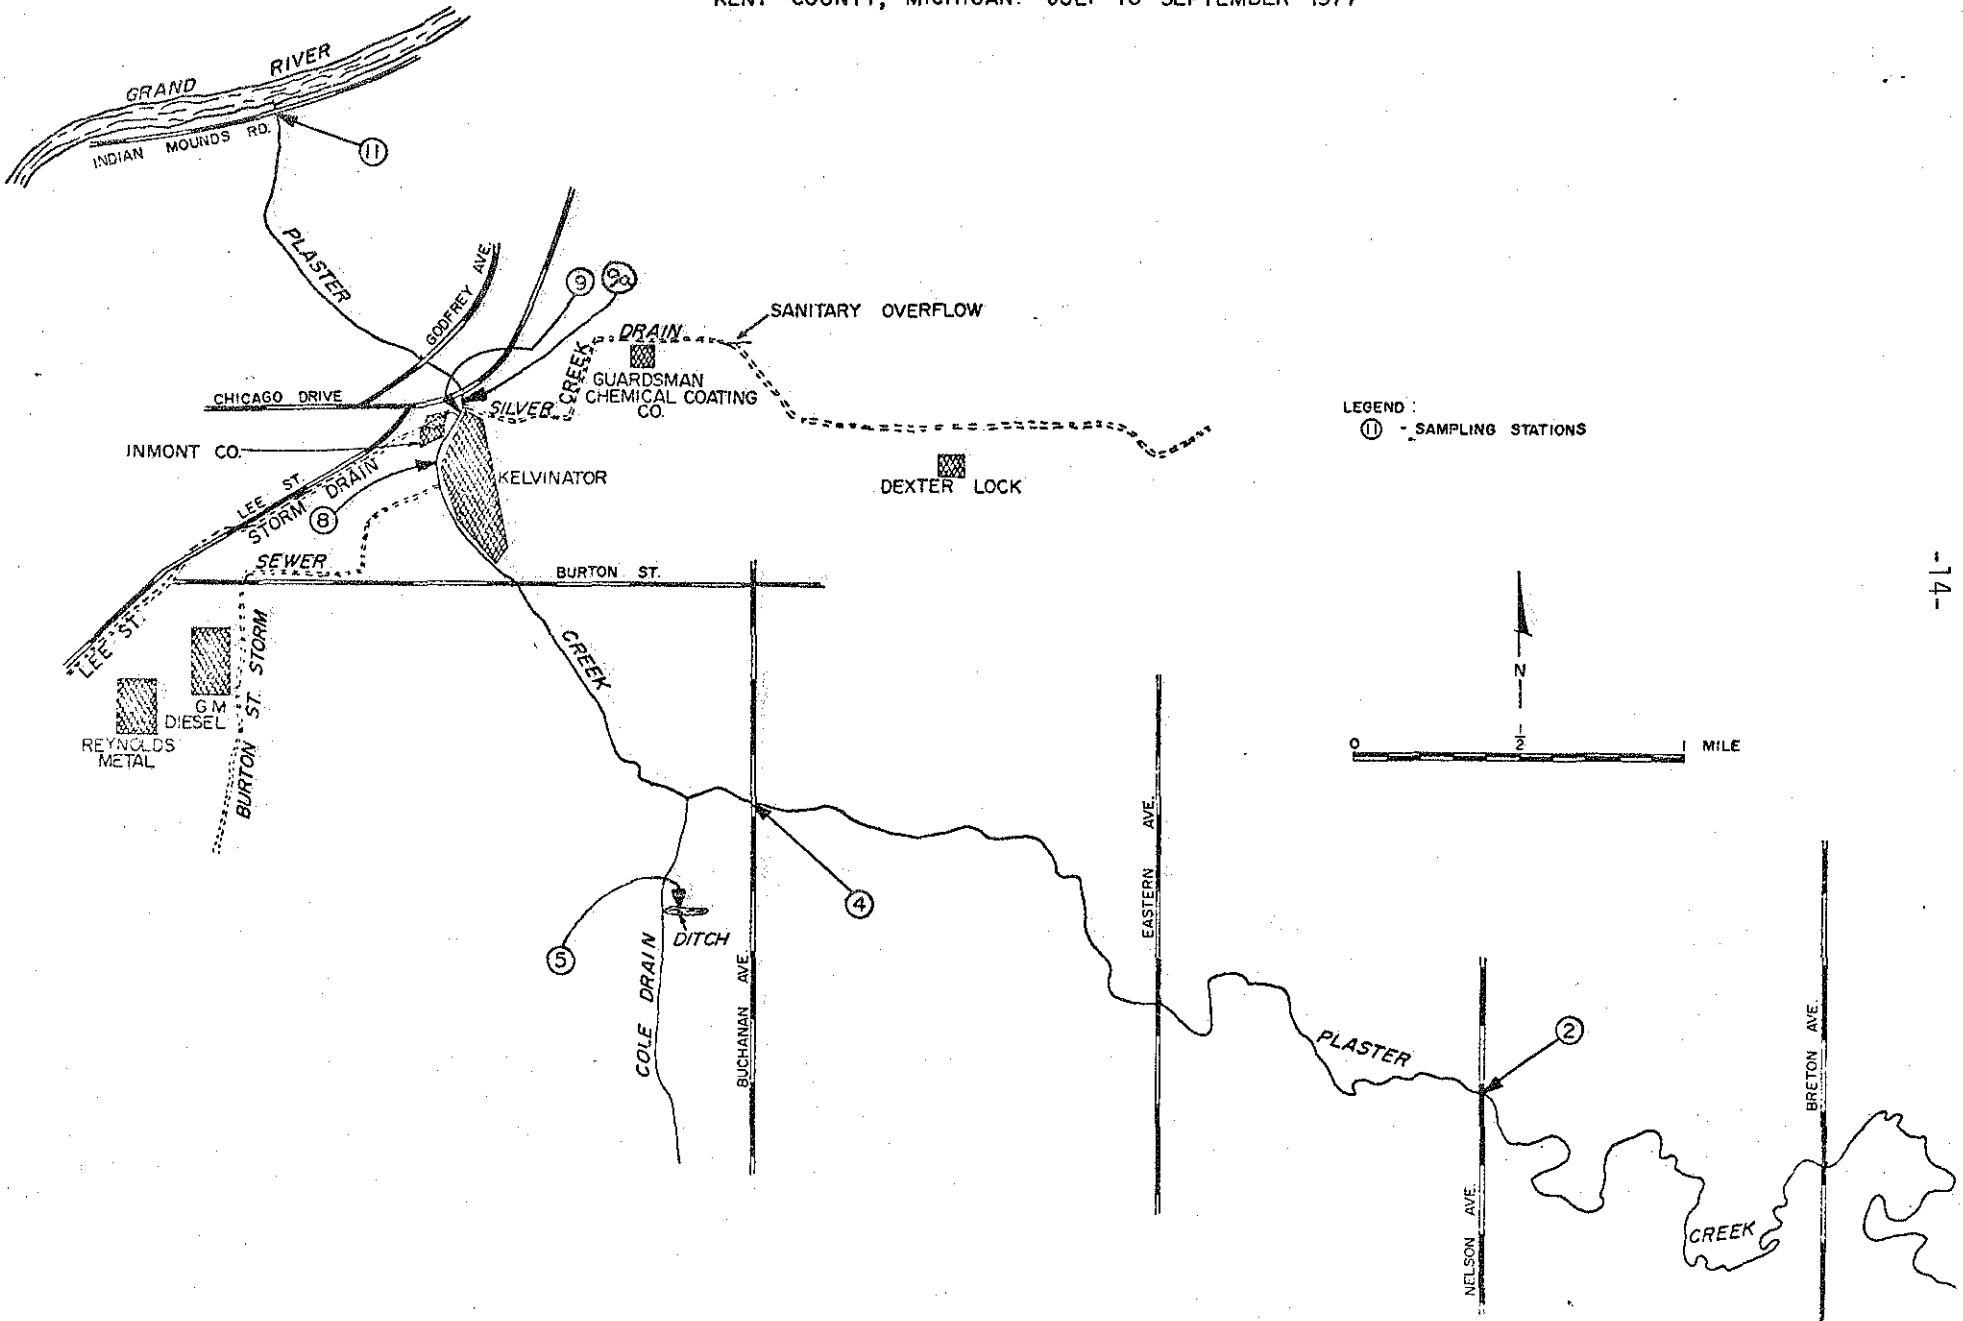 KENT COUNTY, MICHIGAN. JULY TO SEPTEMBER 1977
GRAND RIVER
INDIAN MOUNDS RD.
11
PLASTER
GODFREY AVE.
9
SANITARY OVERFLOW
DRAIN
CREEK
SILVER
GUARDSMAN
CHEMICAL COATING
CO.
CHICAGO DRIVE
INMONT CO.
LEGEND :
11 - SAMPLING STATIONS
KELVINATOR
DEXTER LOCK
LEE ST.
STORM DRAIN
8
SEWER
BURTON ST.
LEE ST.
BURTON ST. STORM
GM
DIESEL
REYNOLDS
METAL
CREEK
N
0 1/2 1 MILE
-14-
4
5
DITCH
COLE DRAIN
BUCHANAN AVE.
EASTERN AVE.
PLASTER
2
NELSON AVE.
BRETON AVE.
CREEK